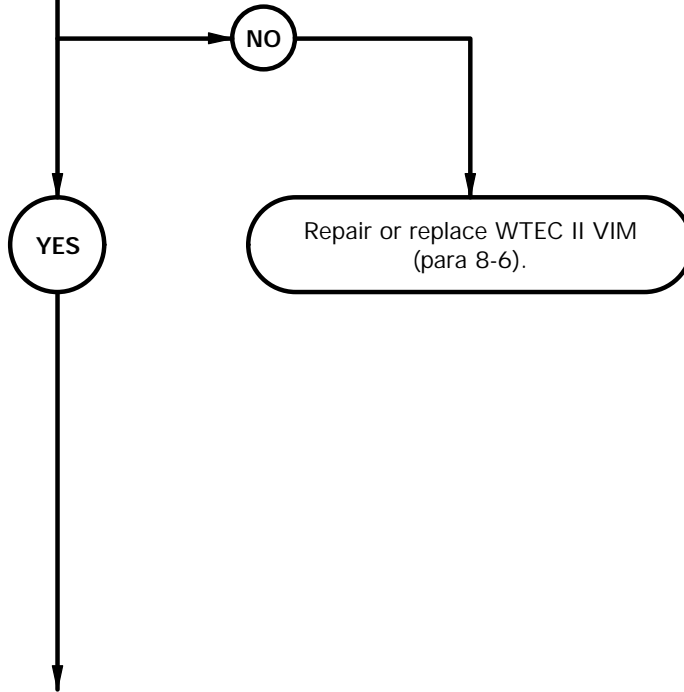 NO
YES
Repair or replace WTEC II VIM
(para 8-6).